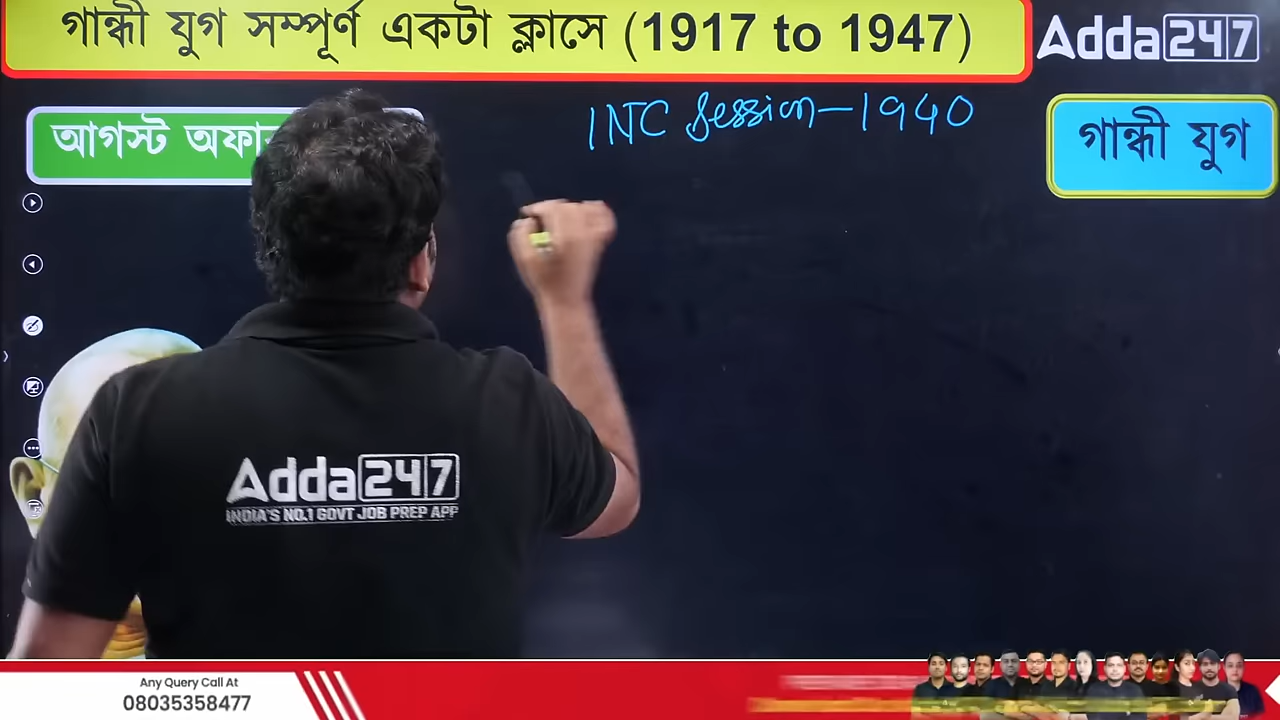 গান্ধী যুগ সম্পূর্ণ একটা ক্লাসে (1917 to 1947)
Adda247
আগস্ট
INC Session - 1940
গান্ধী যুগ
Adda247
INDIA'S NO.1 GOVT JOB PREP APP
Any Query Call At
08035358477